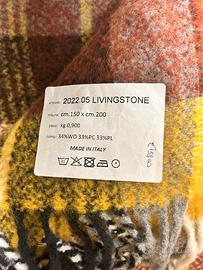 2022.05 LIVINGSTONE
cm.150 x cm.200
kg.0,900
34%WO 33%PC 33%PL
MADE IN ITALY